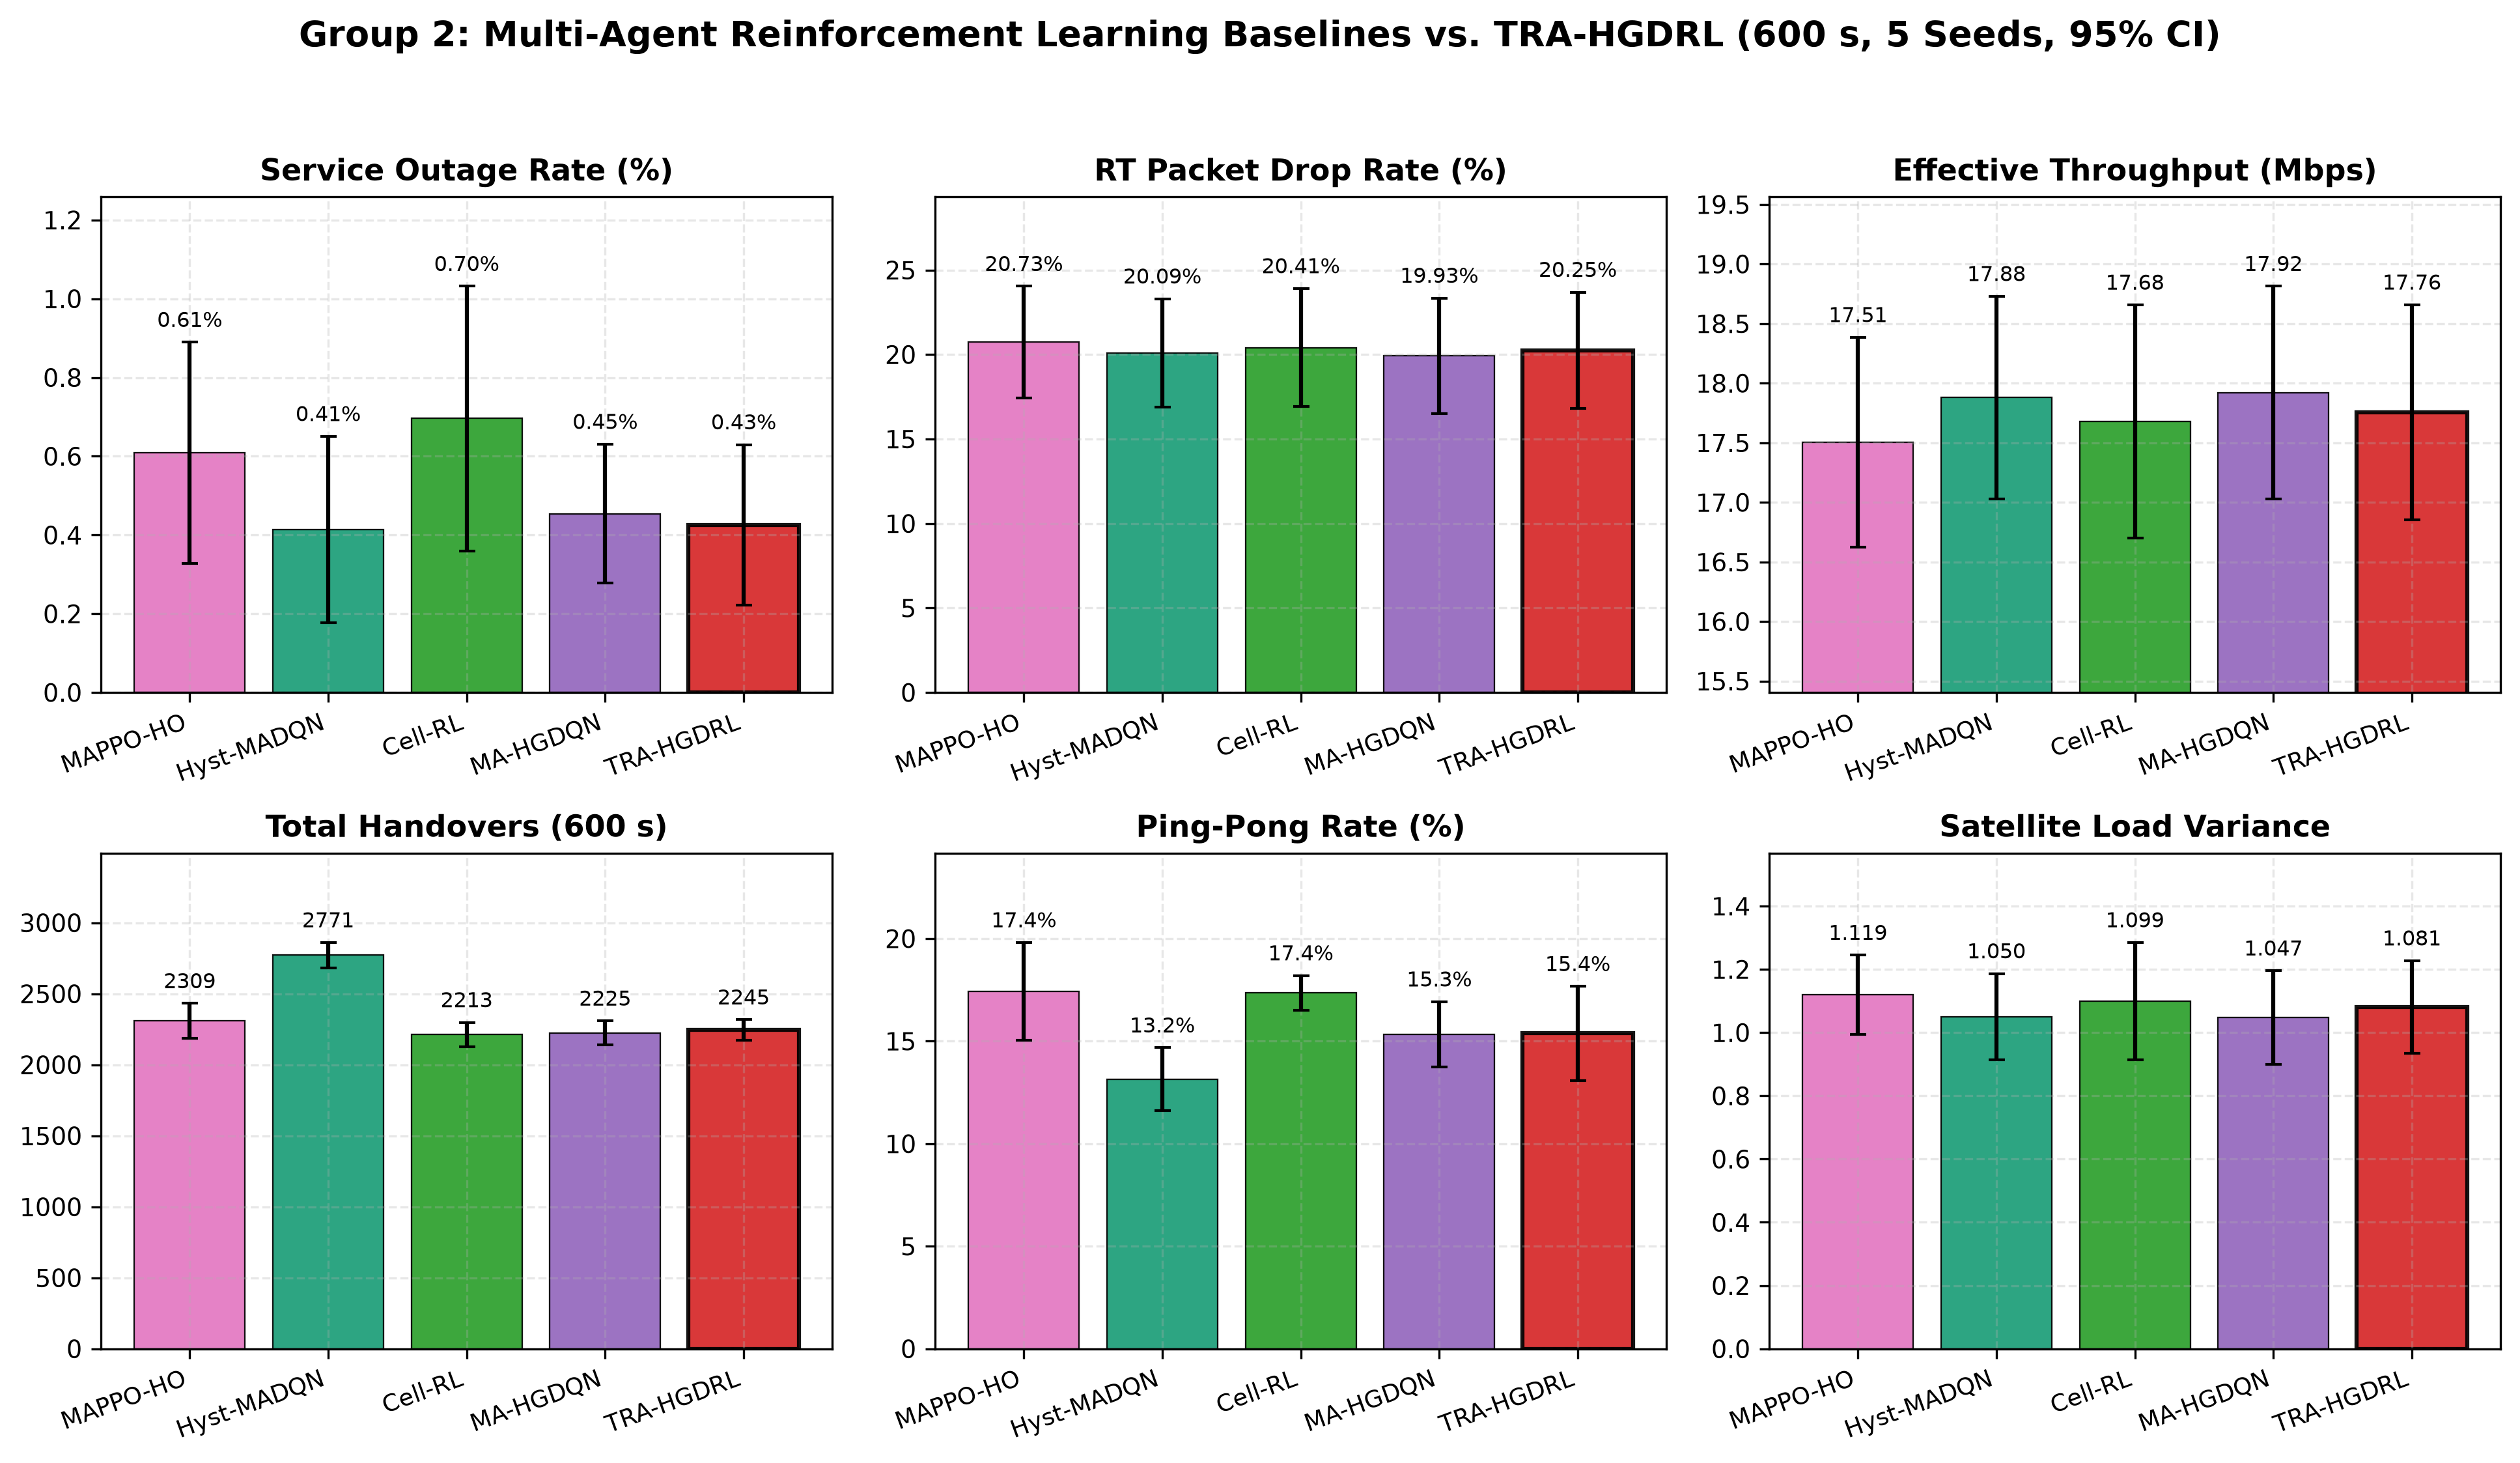 Group 2: Multi-Agent Reinforcement Learning Baselines vs. TRA-HGDRL (600 s, 5 Seeds, 95% CI)
Service Outage Rate (%)
1.2
1.0
0.8
0.6
0.4
0.2
0.0
0.61%
0.41%
0.70%
0.45%
0.43%
MAPPO-HO
Hyst-MADQN
Cell-RL
MA-HGDQN
TRA-HGDRL
RT Packet Drop Rate (%)
25
20
15
10
5
0
20.73%
20.09%
20.41%
19.93%
20.25%
MAPPO-HO
Hyst-MADQN
Cell-RL
MA-HGDQN
TRA-HGDRL
Effective Throughput (Mbps)
19.5
19.0
18.5
18.0
17.5
17.0
16.5
16.0
15.5
17.51
17.88
17.68
17.92
17.76
MAPPO-HO
Hyst-MADQN
Cell-RL
MA-HGDQN
TRA-HGDRL
Total Handovers (600 s)
3000
2500
2000
1500
1000
500
0
2309
2771
2213
2225
2245
MAPPO-HO
Hyst-MADQN
Cell-RL
MA-HGDQN
TRA-HGDRL
Ping-Pong Rate (%)
20
15
10
5
0
17.4%
13.2%
17.4%
15.3%
15.4%
MAPPO-HO
Hyst-MADQN
Cell-RL
MA-HGDQN
TRA-HGDRL
Satellite Load Variance
1.4
1.2
1.0
0.8
0.6
0.4
0.2
0.0
1.119
1.050
1.099
1.047
1.081
MAPPO-HO
Hyst-MADQN
Cell-RL
MA-HGDQN
TRA-HGDRL